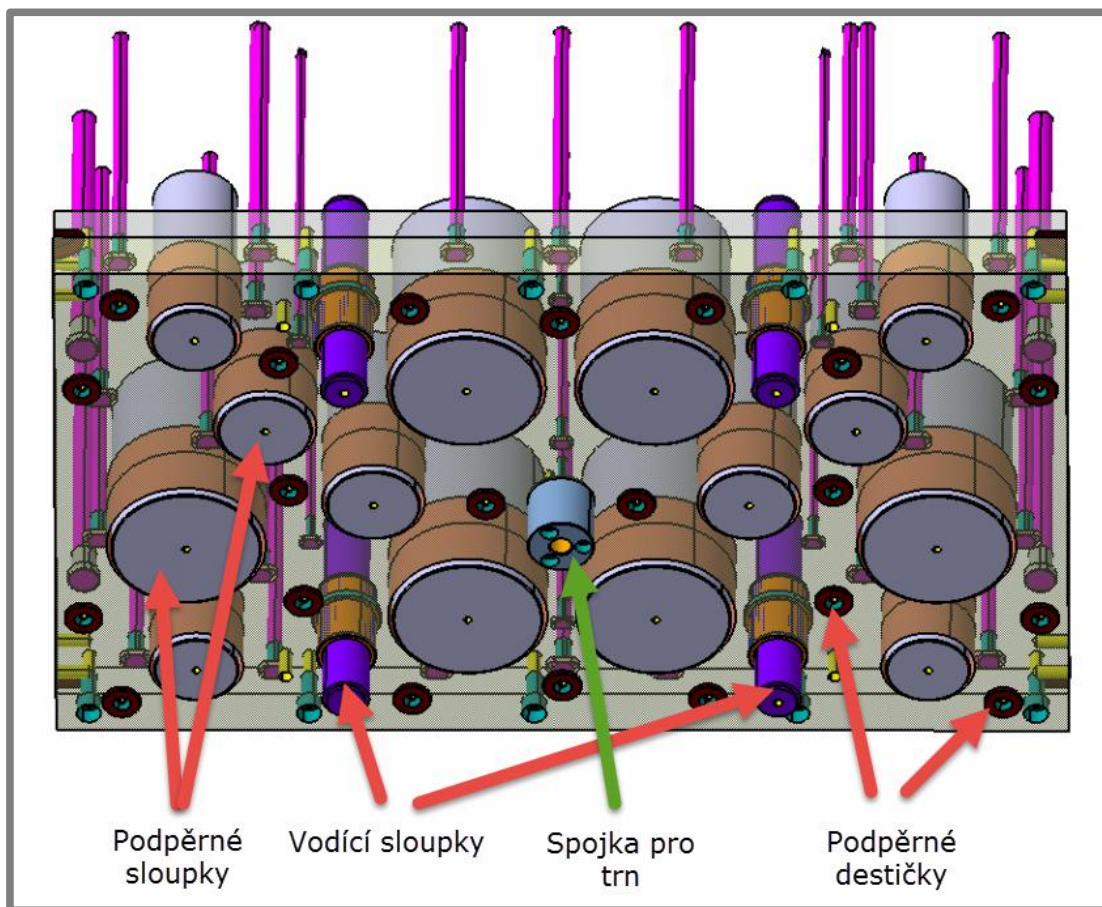 Podpěrné
sloupky
Vodící sloupky
Spojka pro
trn
Podpěrné
destičky